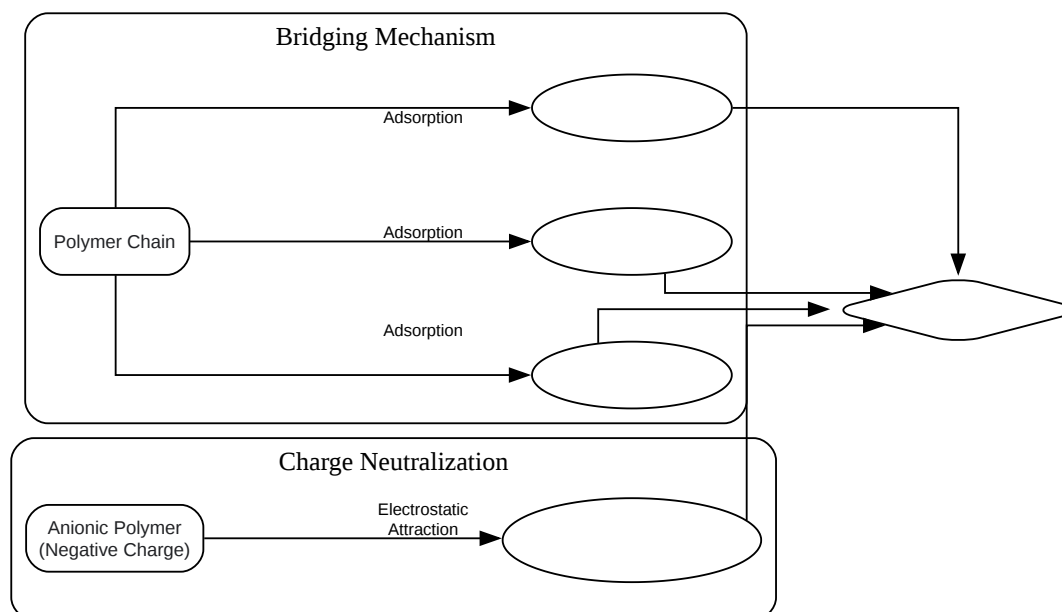 Bridging Mechanism
Adsorption
Adsorption
Polymer Chain
Adsorption
Charge Neutralization
Electrostatic
Attraction
Anionic Polymer
(Negative Charge)